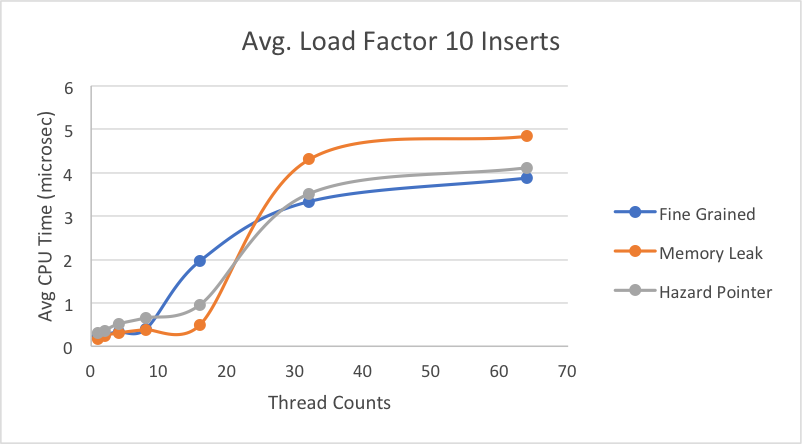 Avg. Load Factor 10 Inserts
6
5
4
3
2
1
0
Avg CPU Time (microsec)
0 10 20 30 40 50 60 70
Thread Counts
Fine Grained
Memory Leak
Hazard Pointer